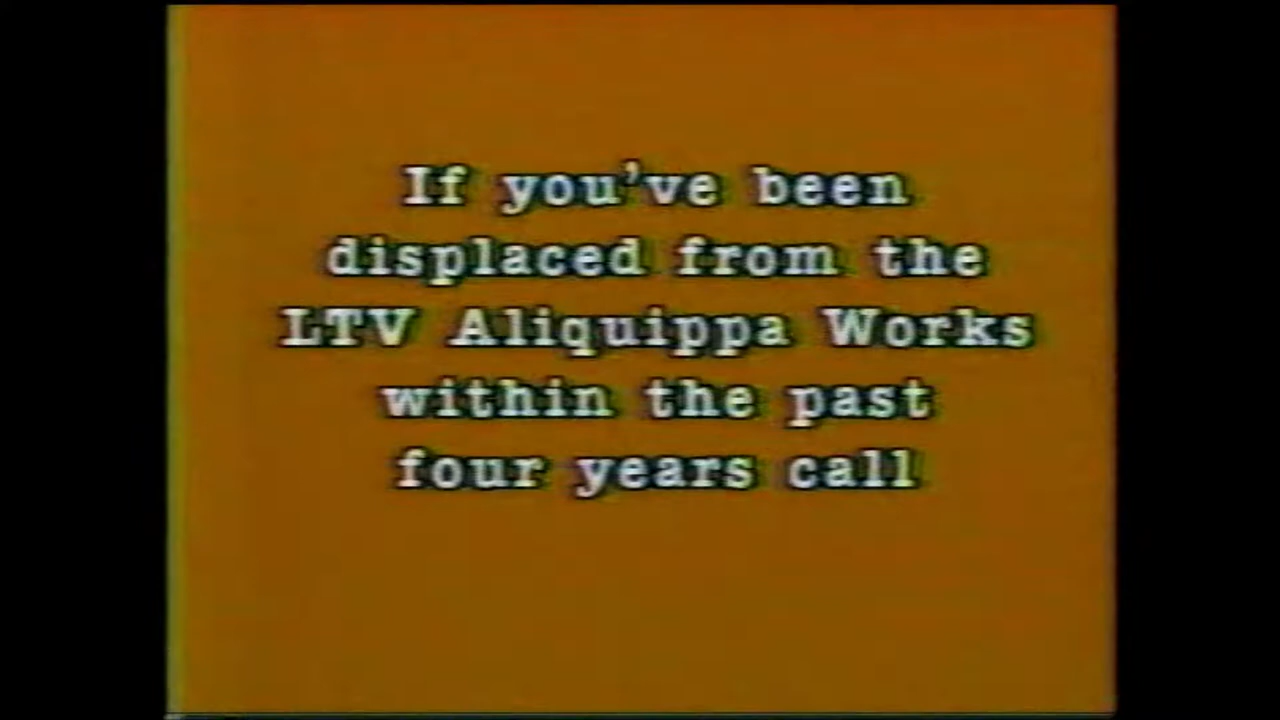 If you've been
displaced from the
LTV Aliquippa Works
within the past
four years call